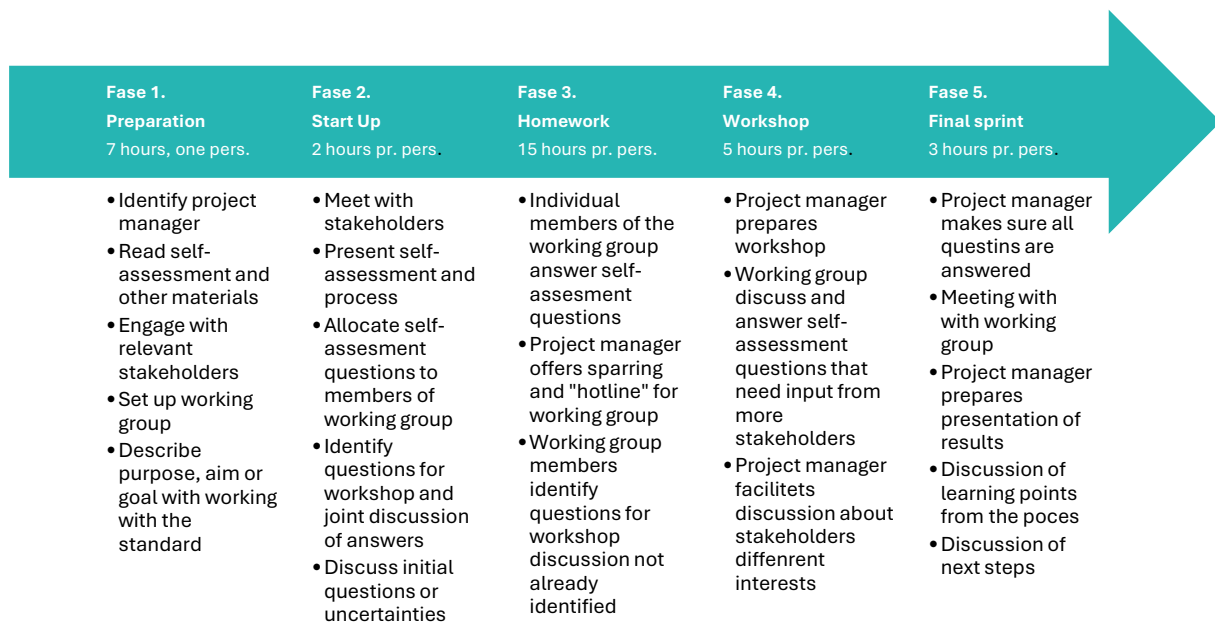 Fase 1.
Preparation
7 hours, one pers.
• Identify project
manager
• Read self-
assessment and
other materials
• Engage with
relevant
stakeholders
• Set up working
group
• Describe
purpose, aim or
goal with working
with the
standard
Fase 2.
Start Up
2 hours pr. pers.
• Meet with
stakeholders
• Present self-
assessment and
process
• Allocate self-
assesment
questions to
members of
working group
• Identify
questions for
workshop and
joint discussion
of answers
• Discuss initial
questions or
uncertainties
Fase 3.
Homework
15 hours pr. pers.
• Individual
members of the
working group
answer self-
assesment
questions
• Project manager
offers sparring
and "hotline" for
working group
• Working group
members
identify
questions for
workshop
discussion not
already
identified
Fase 4.
Workshop
5 hours pr. pers.
• Project manager
prepares
workshop
• Working group
discuss and
answer self-
assessment
questions that
need input from
more
stakeholders
• Project manager
facilitets
discussion about
stakeholders
diffenrent
interests
Fase 5.
Final sprint
3 hours pr. pers.
• Project manager
makes sure all
questins are
answered
• Meeting with
with working
group
• Project manager
prepares
presentation of
results
• Discussion of
learning points
from the poces
• Discussion of
next steps